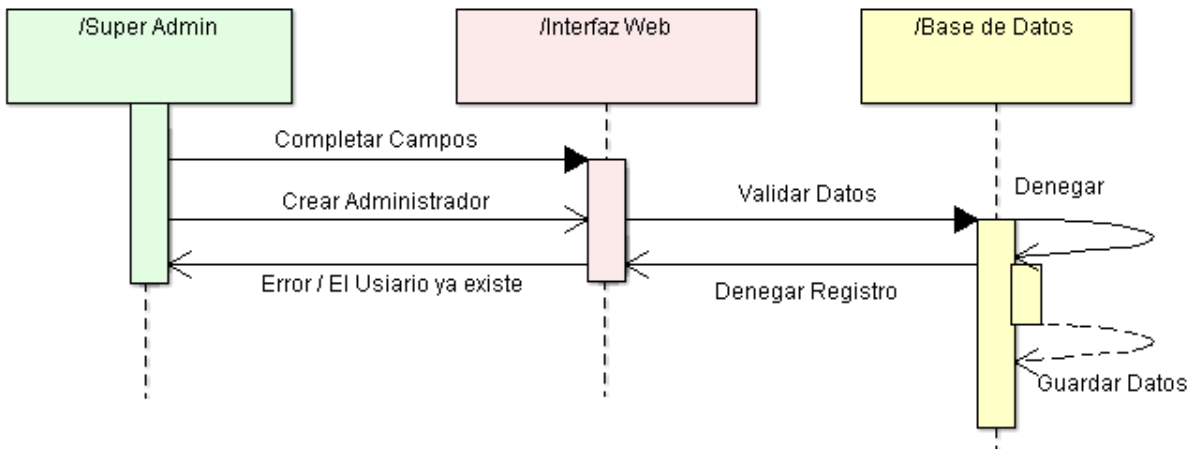 /Super Admin
/Interfaz Web
/Base de Datos
Completar Campos
Crear Administrador
Validar Datos
Denegar
Error / El Usiario ya existe
Denegar Registro
Guardar Datos